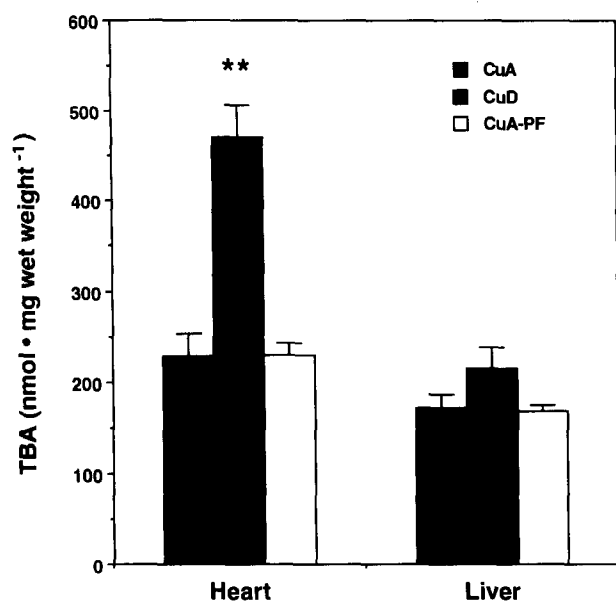 600
500
400
300
200
100
0
TBA (nmol • mg wet weight -1)
**
CuA
CuD
CuA-PF
Heart Liver